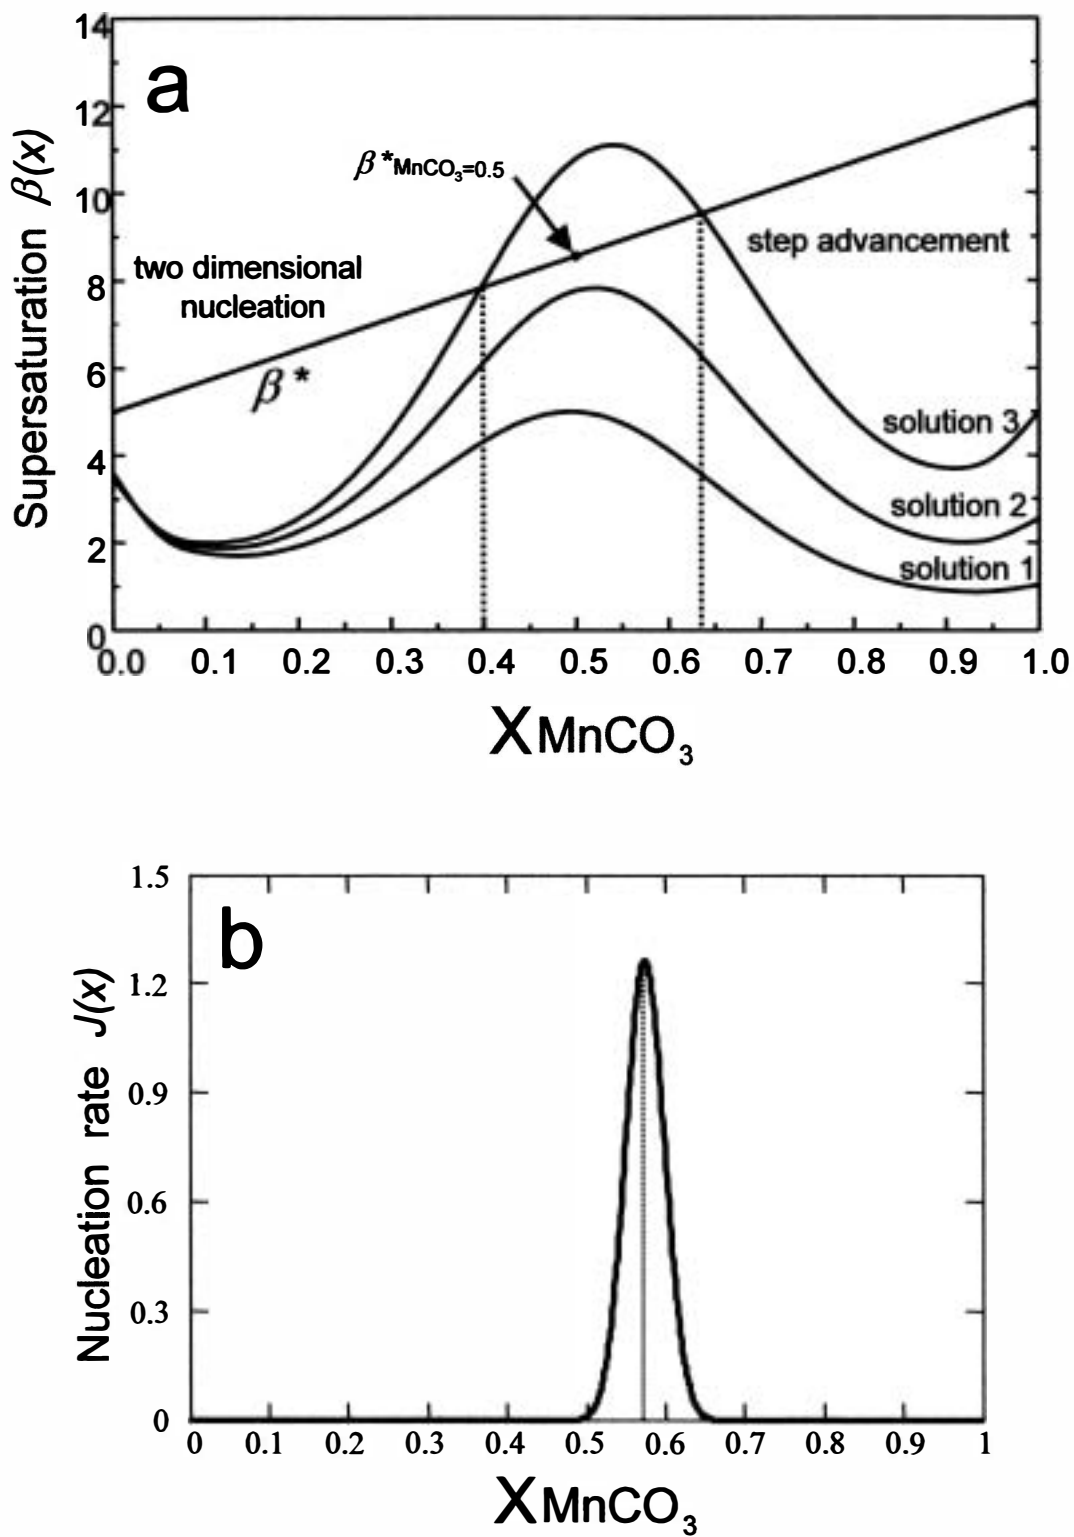 a
Supersaturation β(x)
14
12
10
8
6
4
2
0
β*MnCO₃=0.5
two dimensional
nucleation
step advancement
β*
solution 3
solution 2
solution 1
0.0 0.1 0.2 0.3 0.4 0.5 0.6 0.7 0.8 0.9 1.0
XMnCO₃
b
Nucleation rate J(x)
1.5
1.2
0.9
0.6
0.3
0
0 0.1 0.2 0.3 0.4 0.5 0.6 0.7 0.8 0.9 1
XMnCO₃